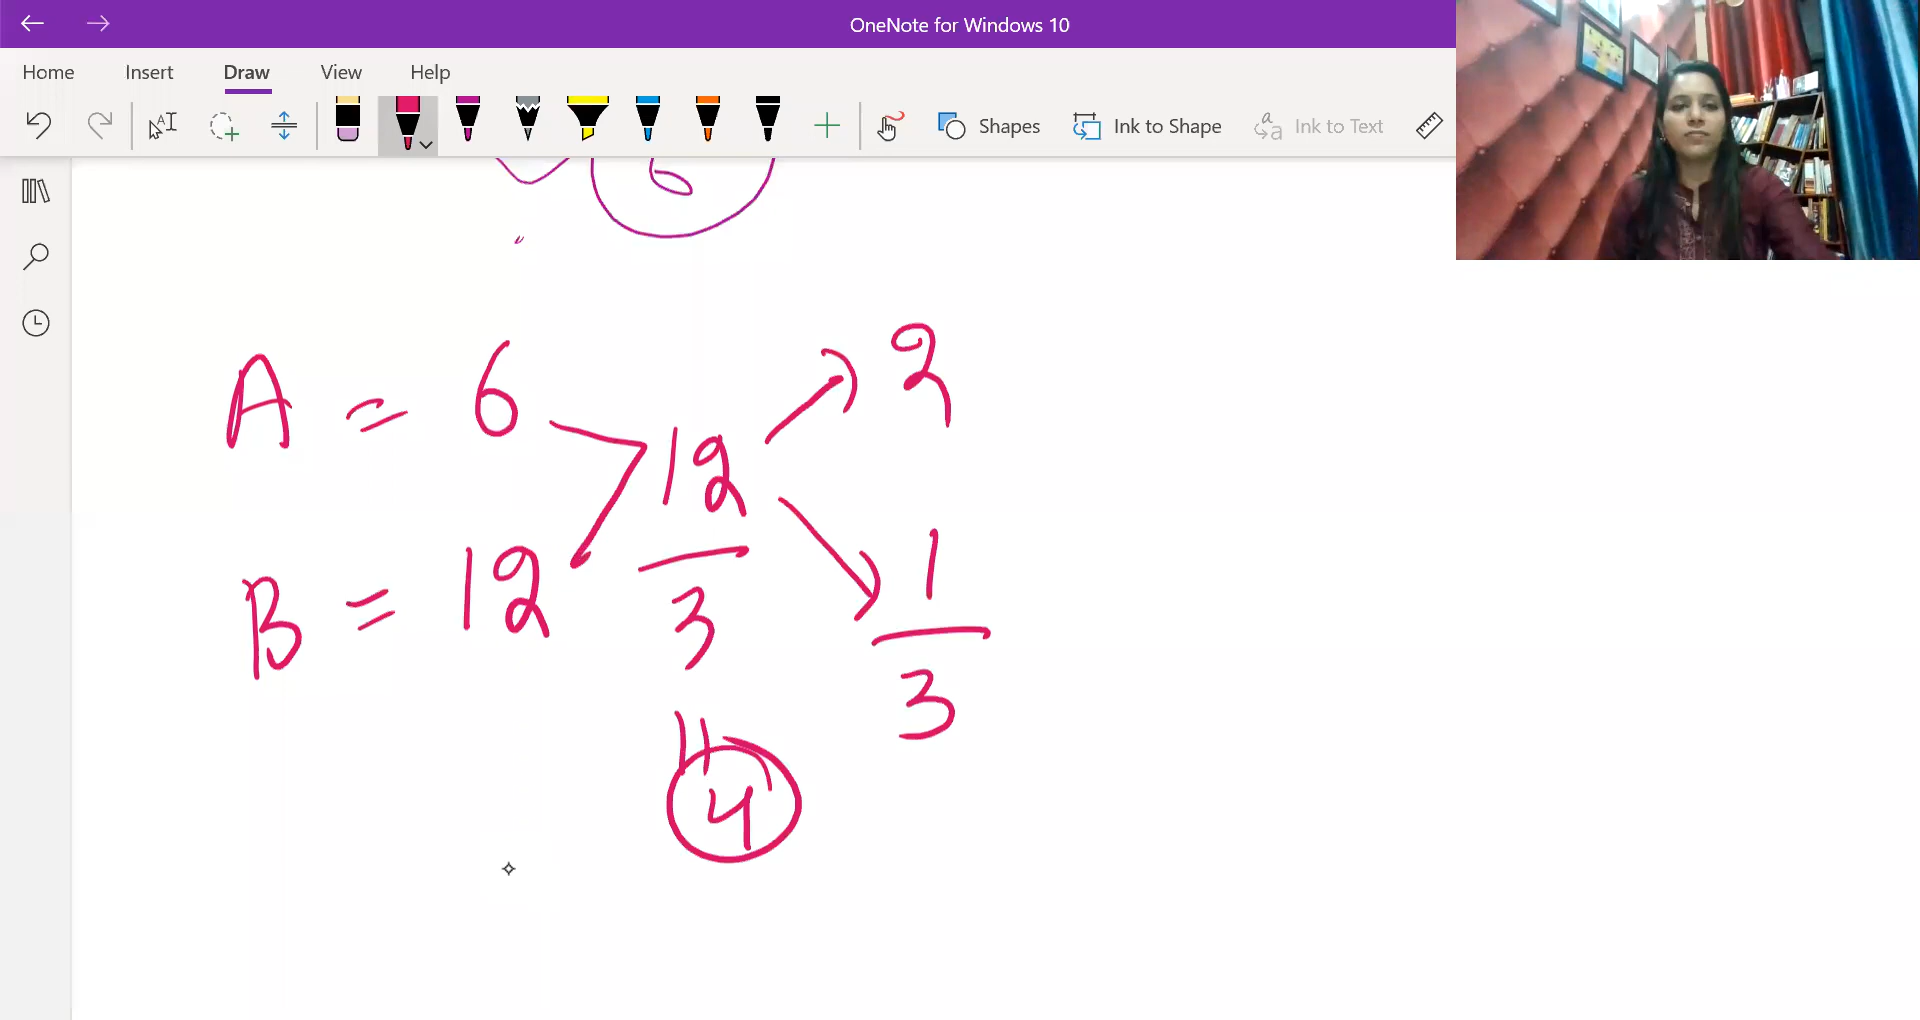 OneNote for Windows 10
Home Insert Draw View Help
Shapes Ink to Shape Ink to Text
6
A = 6
12
3
2
B = 12
1
3
4